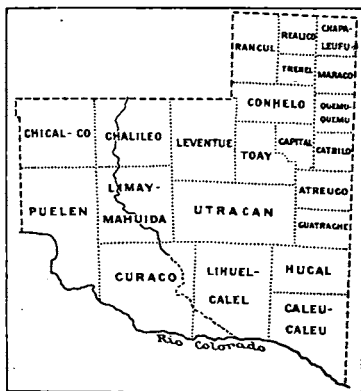 CHAPA-
LEUFU
REALICO
RANCUL
TRENEL
MARACO
CONHELO
QUEMU-
QUEMU
CHICAL-CO
CHALILEO
LEVENTUE
TOAY
CAPITAL
CATRILO
LIMAY-
MAHUIDA
ATREUCO
PUELEN
UTRACAN
GUATRACHE
CURACO
LIHUEL-
CALEL
HUCAL
CALEU-
CALEU
Rio Colorado